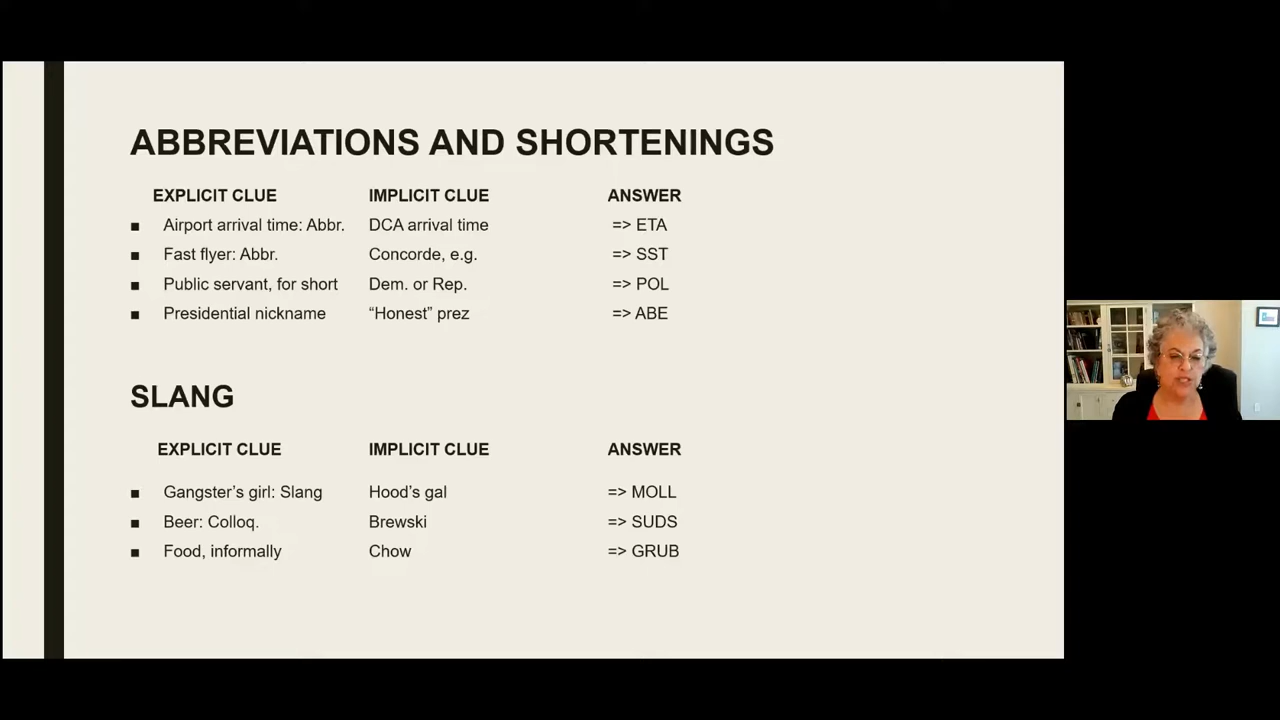 ABBREVIATIONS AND SHORTENINGS
EXPLICIT CLUE IMPLICIT CLUE ANSWER
■ Airport arrival time: Abbr. DCA arrival time => ETA
■ Fast flyer: Abbr. Concorde, e.g. => SST
■ Public servant, for short Dem. or Rep. => POL
■ Presidential nickname “Honest” prez => ABE
SLANG
EXPLICIT CLUE IMPLICIT CLUE ANSWER
■ Gangster’s girl: Slang Hood’s gal => MOLL
■ Beer: Colloq. Brewski => SUDS
■ Food, informally Chow => GRUB